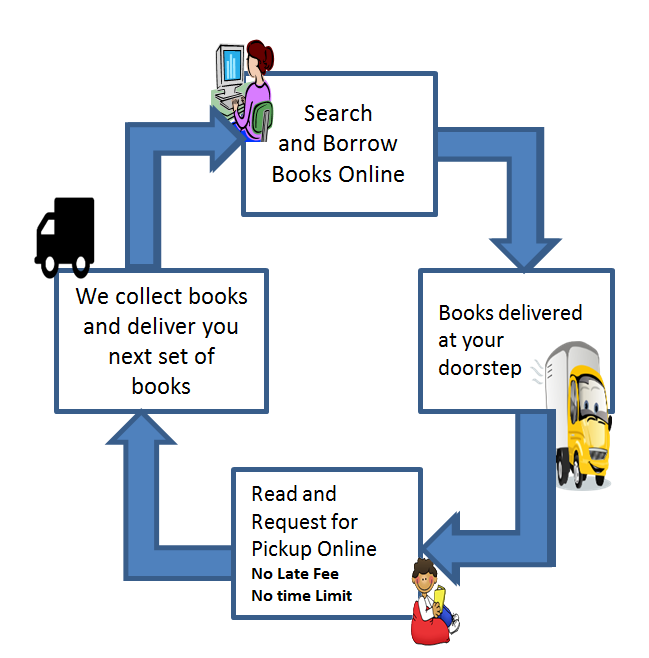 Search
and Borrow
Books Online
Books delivered
at your
doorstep
Read and
Request for
Pickup Online
No Late Fee
No time Limit
We collect books
and deliver you
next set of
books